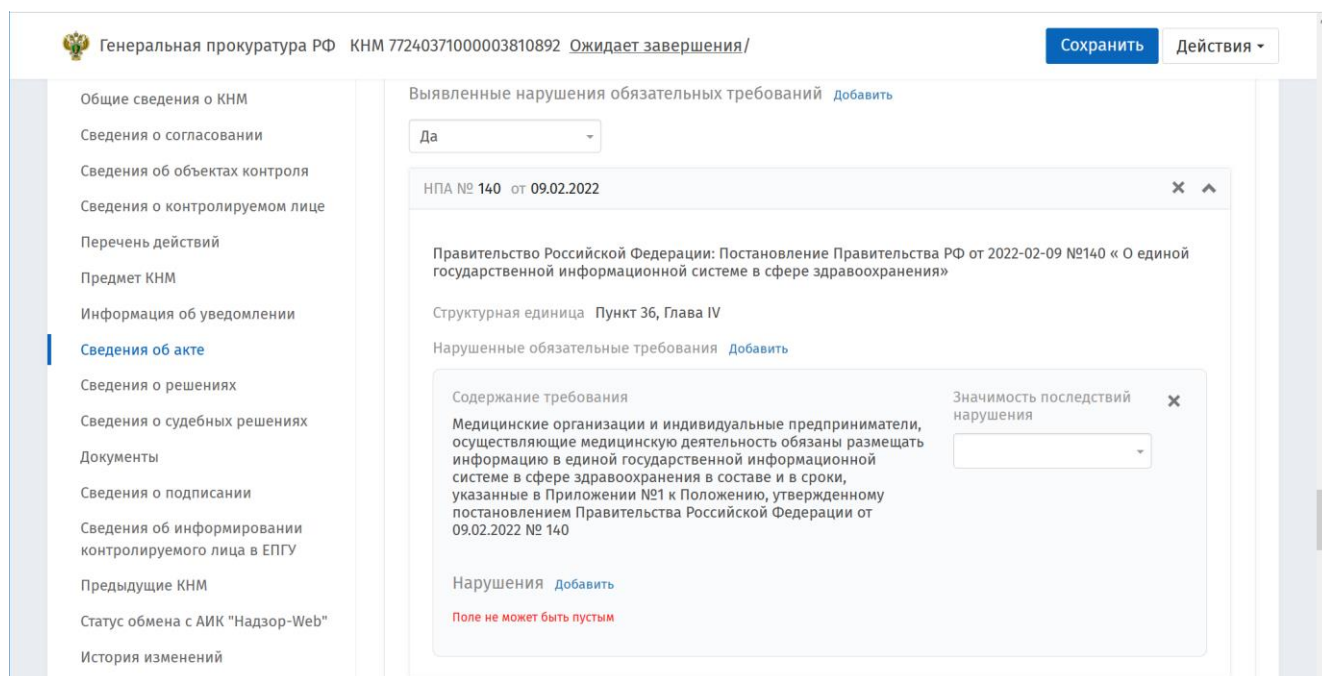 Генеральная прокуратура РФ КНМ 77240371000003810892 Ожидает завершения/
Сохранить
Действия
Общие сведения о КНМ
Сведения о согласовании
Сведения об объектах контроля
Сведения о контролируемом лице
Перечень действий
Предмет КНМ
Информация об уведомлении
Сведения об акте
Сведения о решениях
Сведения о судебных решениях
Документы
Сведения о подписании
Сведения об информировании
контролируемого лица в ЕПГУ
Предыдущие КНМ
Статус обмена с АИК "Надзор-Web"
История изменений
Выявленные нарушения обязательных требований Добавить
Да
НПА № 140 от 09.02.2022
Правительство Российской Федерации: Постановление Правительства РФ от 2022-02-09 №140 « О единой
государственной информационной системе в сфере здравоохранения»
Структурная единица Пункт 36, Глава IV
Нарушенные обязательные требования Добавить
Содержание требования
Медицинские организации и индивидуальные предприниматели,
осуществляющие медицинскую деятельность обязаны размещать
информацию в единой государственной информационной
системе в сфере здравоохранения в составе и в сроки,
указанные в Приложении №1 к Положению, утвержденному
постановлением Правительства Российской Федерации от
09.02.2022 № 140
Значимость последствий
нарушения
Нарушения Добавить
Поле не может быть пустым